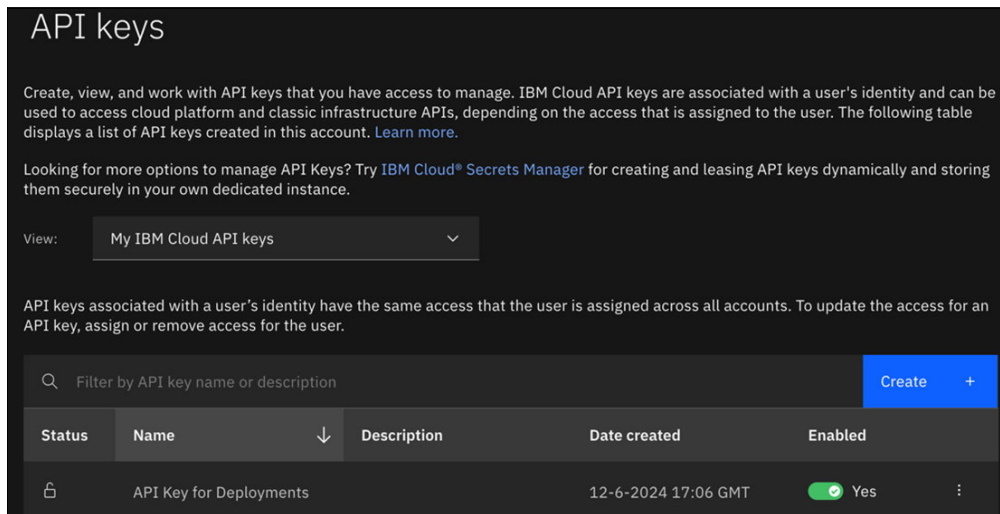 API keys
Create, view, and work with API keys that you have access to manage. IBM Cloud API keys are associated with a user's identity and can be
used to access cloud platform and classic infrastructure APIs, depending on the access that is assigned to the user. The following table
displays a list of API keys created in this account. Learn more.
Looking for more options to manage API Keys? Try IBM Cloud® Secrets Manager for creating and leasing API keys dynamically and storing
them securely in your own dedicated instance.
View: My IBM Cloud API keys
API keys associated with a user’s identity have the same access that the user is assigned across all accounts. To update the access for an
API key, assign or remove access for the user.
Filter by API key name or description Create +
Status Name Description Date created Enabled
API Key for Deployments 12-6-2024 17:06 GMT Yes